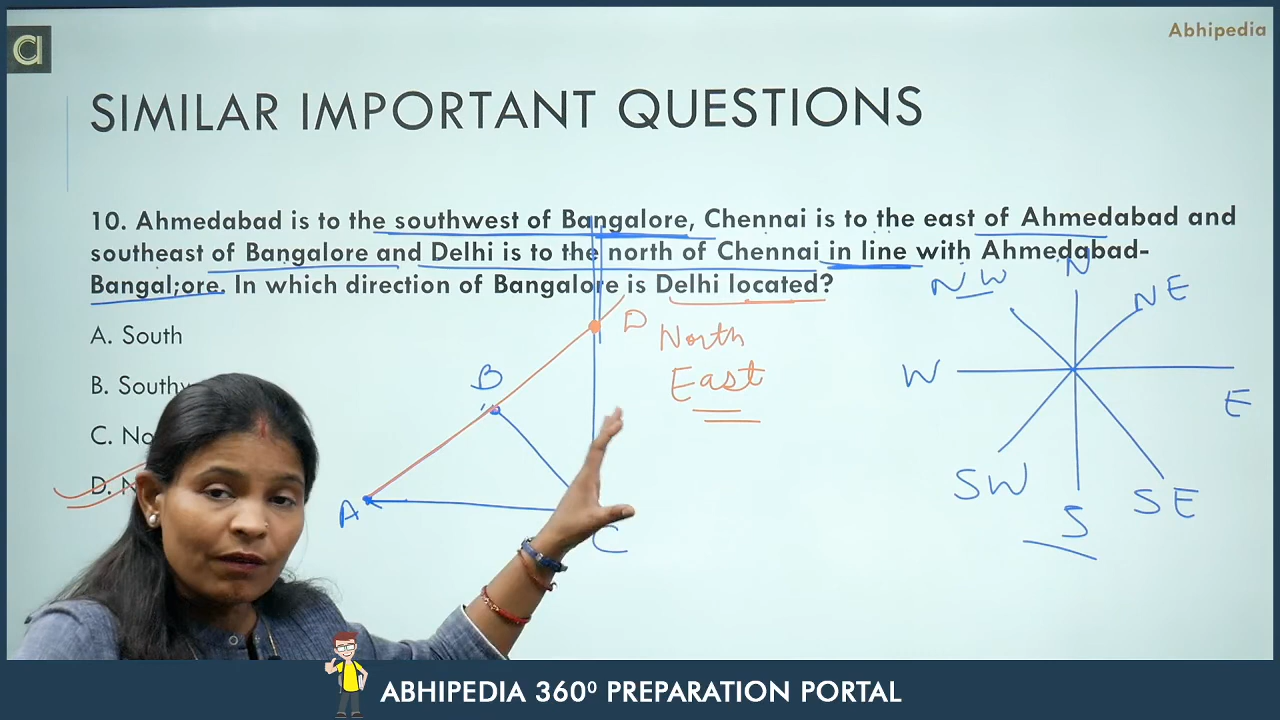 Abhipedia
a
SIMILAR IMPORTANT QUESTIONS
10. Ahmedabad is to the southwest of Bangalore, Chennai is to the east of Ahmedabad and
southeast of Bangalore and Delhi is to the north of Chennai in line with Ahmedabad-
Bangal;ore. In which direction of Bangalore is Delhi located?
A. South
B.
C.
D.
A
B
C
D
North
East
NW
N
NE
W
E
SW
S
SE
ABHIPEDIA 360⁰ PREPARATION PORTAL